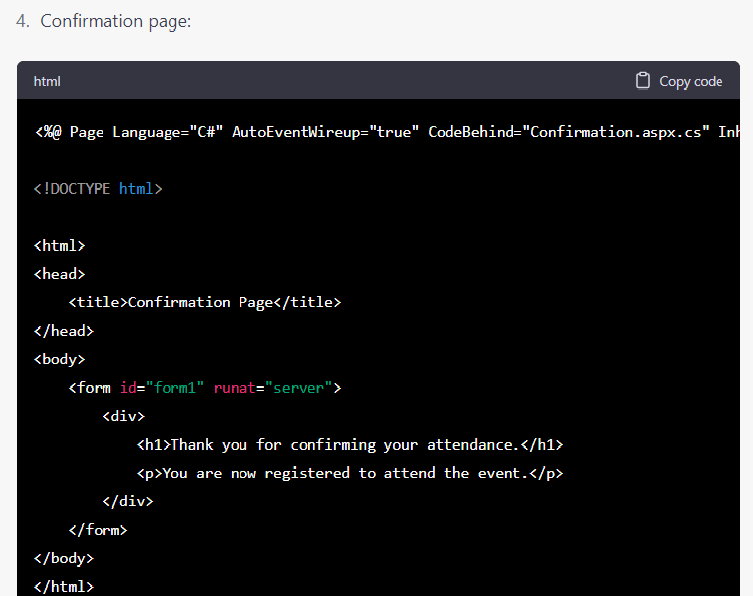 4. Confirmation page:
html
Copy code
<%@ Page Language="C#" AutoEventWireup="true" CodeBehind="Confirmation.aspx.cs" Inh
<!DOCTYPE html>
<html>
<head>
<title>Confirmation Page</title>
</head>
<body>
<form id="form1" runat="server">
<div>
<h1>Thank you for confirming your attendance.</h1>
<p>You are now registered to attend the event.</p>
</div>
</form>
</body>
</html>